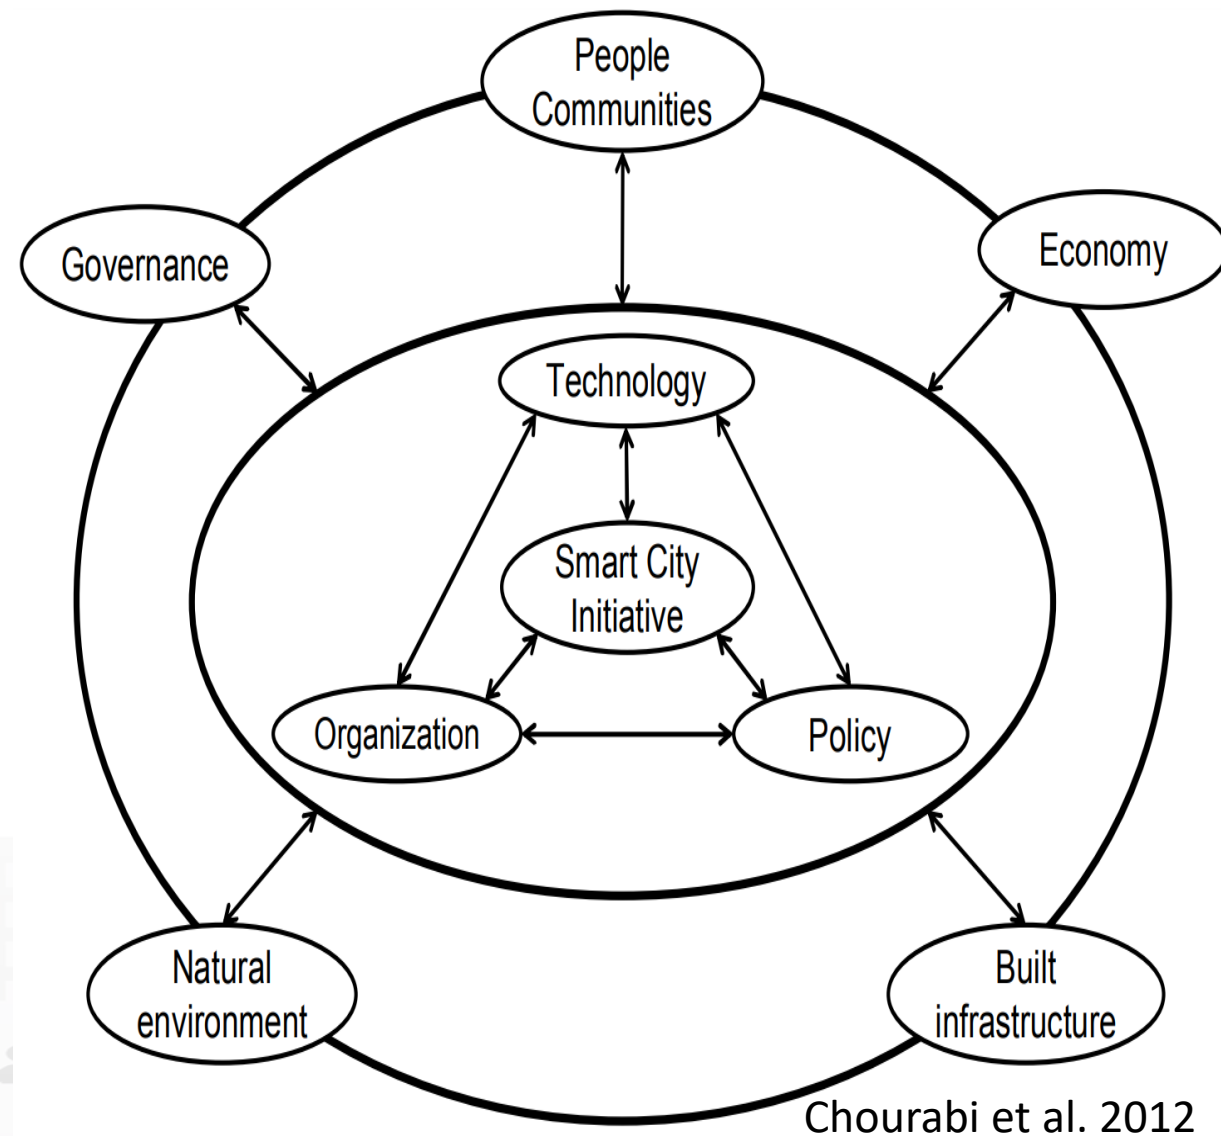 People
Communities
Governance
Economy
Technology
Smart City
Initiative
Organization
Policy
Natural
environment
Built
infrastructure
Chourabi et al. 2012